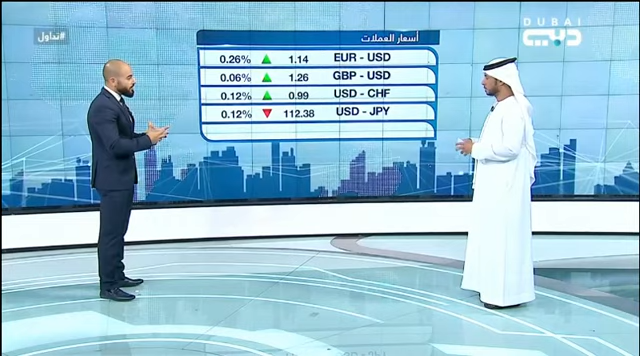 #تداول
DUBAI
دبي
أسعار العملات
0.26% ▲ 1.14 EUR - USD
0.06% ▲ 1.26 GBP - USD
0.12% ▲ 0.99 USD - CHF
0.12% ▼ 112.38 USD - JPY